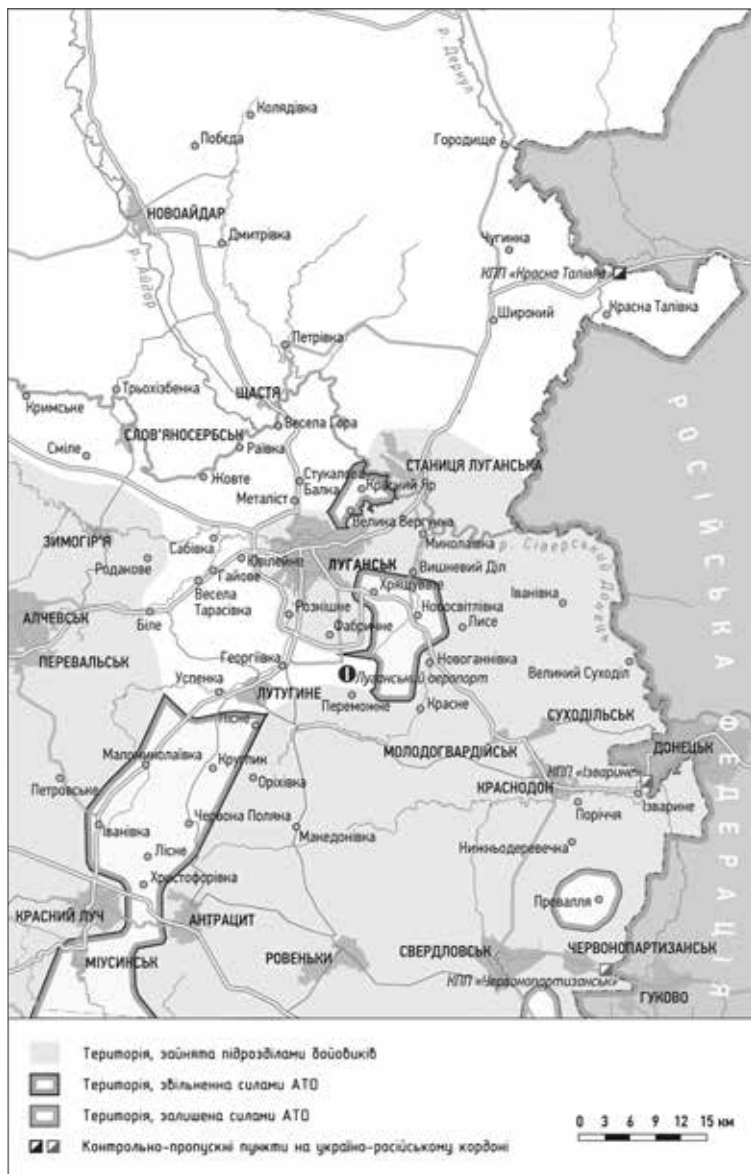 р. Деркул
Колядівка
Побєда
Городище
НОВОАЙДАР
Дмитрівка
Чугинка
р. Айдар
КПП «Красна Талівка»
Красна Талівка
Широкий
Петрівка
Трьохізбенка
ЩАСТЯ
Кримське
Весела Гора
СЛОВ'ЯНОСЕРБСЬК
Раївка
Сміле
СТАНИЦЯ ЛУГАНСЬКА
Жовте
Стукалова
Балка
Красний Яр
Металіст
Велика Вергунка
ЗИМОГІР'Я
Сабівка
Миколаївка
р. Сіверський Донець
Родакове
Ювілейне
ЛУГАНСЬК
Вишневий Діл
Гайове
Хрящувате
Весела
Тарасівка
Іванівка
АЛЧЕВСЬК
Біле
Розкішне
Новосвітлівка
Лисе
Фабричне
ПЕРЕВАЛЬСЬК
Георгіївка
Новоганнівка
Великий Суходіл
Луганський аеропорт
Успенка
ЛУТУГИНЕ
Переможне
Красне
Лісне
СУХОДІЛЬСЬК
МОЛОДОГВАРДІЙСЬК
ДОНЕЦЬК
Маломиколаївка
Круглик
КПП «Ізварине»
Петровське
Оріхівка
КРАСНОДОН
Ізварине
Поріччя
Іванівка
Червона Поляна
Македонівка
Нижньодеревечка
Лісне
Христофорівка
Провалля
КРАСНИЙ ЛУЧ
АНТРАЦИТ
РОВЕНЬКИ
СВЕРДЛОВСЬК
ЧЕРВОНОПАРТИЗАНСЬК
МІУСИНСЬК
КПП «Червонопартизанськ»
ГУКОВО
РОСІЙСЬКА ФЕДЕРАЦІЯ
Територія, зайнята підрозділами бойовиків
Територія, звільненна силами АТО
Територія, залишена силами АТО
0 3 6 9 12 15 км
Контрольно-пропускні пункти на україно-російському кордоні